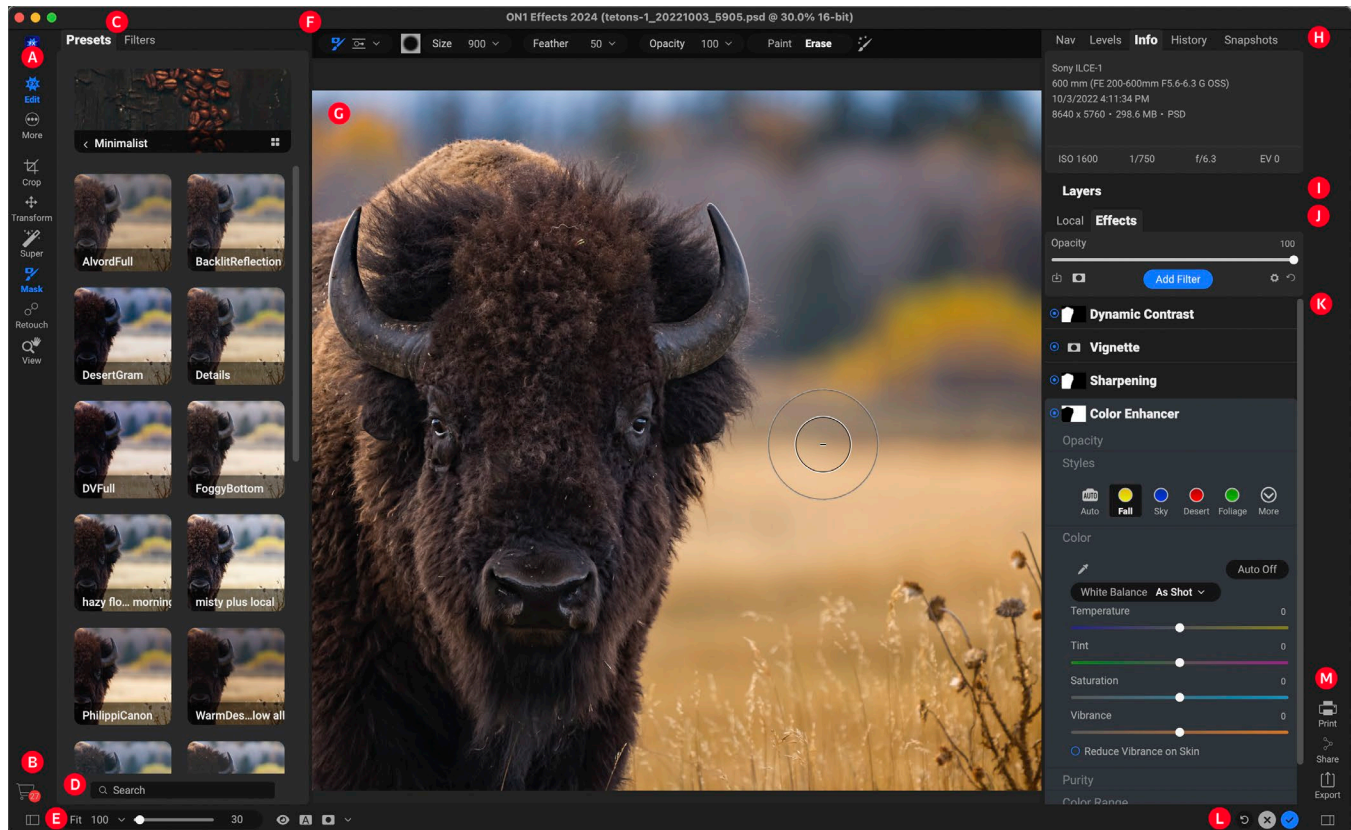 ON1 Effects 2024 (tetons-1_20221003_5905.psd @ 30.0% 16-bit)
C
F
A
Presets Filters
Size 900 Feather 50 Opacity 100 Paint Erase
Nav Levels Info History Snapshots
H
Edit
More
Crop
Transform
Super
Mask
Retouch
View
Minimalist
AlvordFull BacklitReflection
DesertGram Details
DVFull FoggyBottom
hazy flo... morning misty plus local
PhilippiCanon WarmDes...low all
B
27
D
Search
E
Fit 100 30
A
G
Sony ILCE-1
600 mm (FE 200-600mm F5.6-6.3 G OSS)
10/3/2022 4:11:34 PM
8640 x 5760 • 298.6 MB • PSD
ISO 1600 1/750 f/6.3 EV 0
Layers
I
Local Effects
J
Opacity 100
Add Filter
K
Dynamic Contrast
Vignette
Sharpening
Color Enhancer
Opacity
Styles
AUTO
Auto Fall Sky Desert Foliage More
Color
Auto Off
White Balance As Shot
Temperature 0
Tint 0
Saturation 0
Vibrance 0
Reduce Vibrance on Skin
Purity
Color Range
M
Print
Share
Export
L